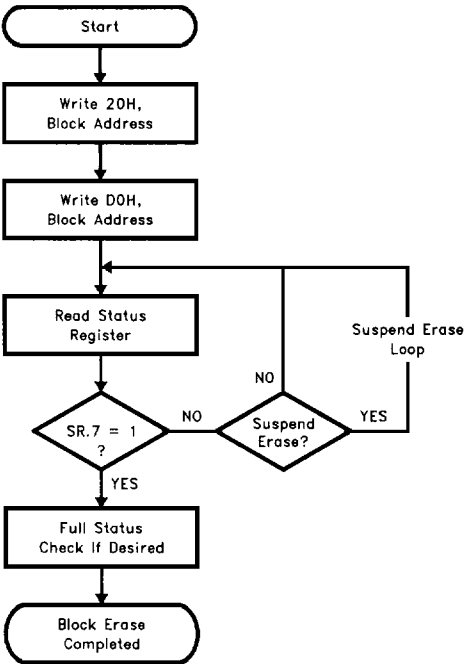 Start
Write 20H,
Block Address
Write D0H,
Block Address
Read Status
Register
Suspend Erase
Loop
NO
SR.7 = 1
?
NO
Suspend
Erase?
YES
YES
Full Status
Check If Desired
Block Erase
Completed